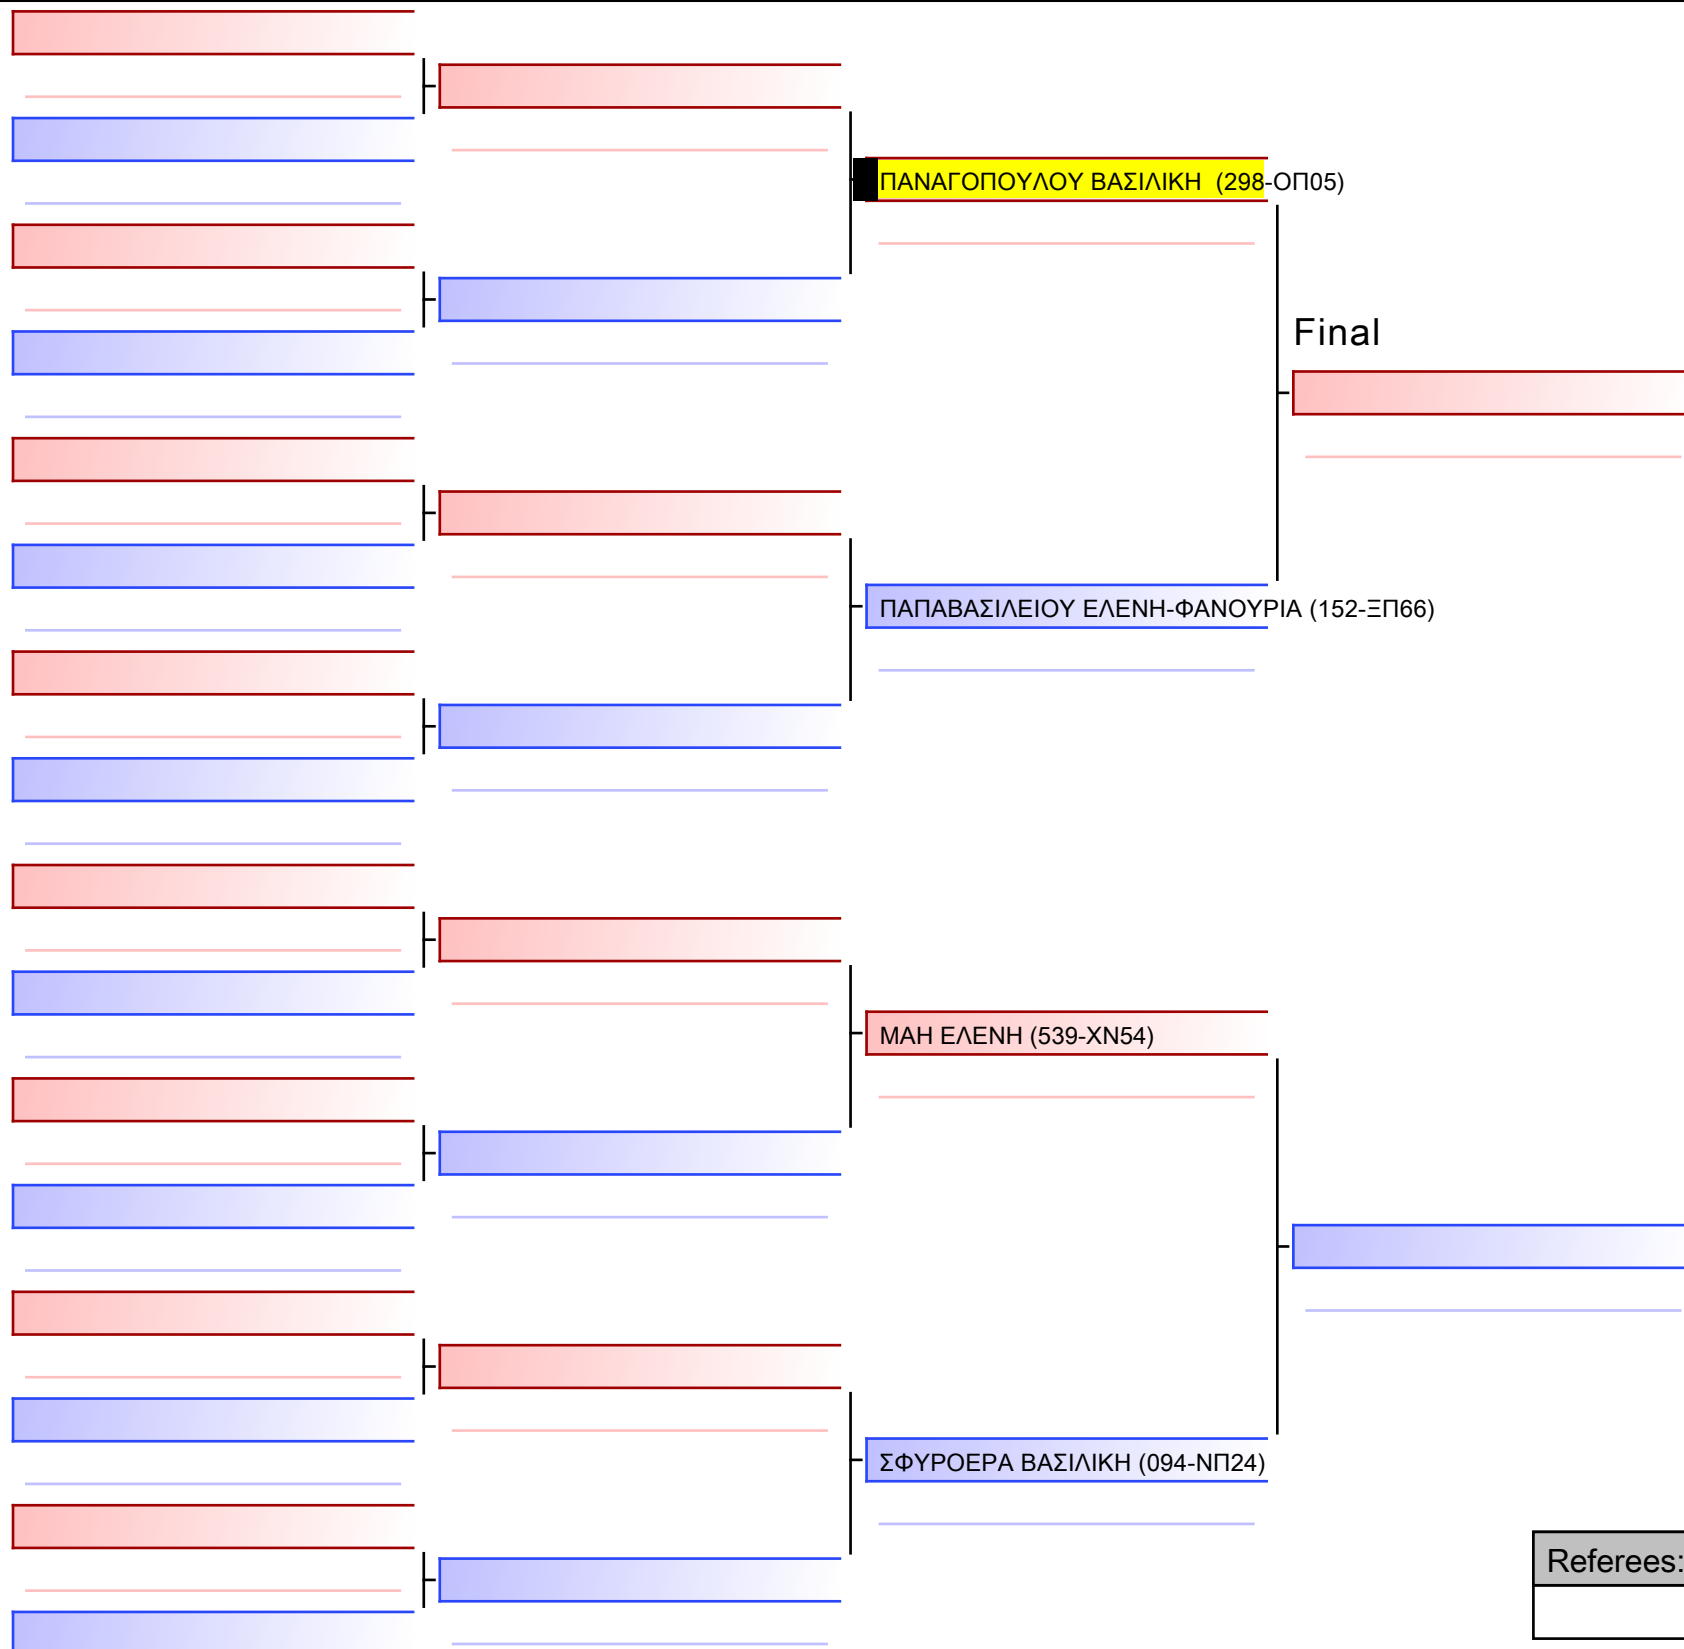 ΠΑΝΑΓΟΠΟΥΛΟΥ ΒΑΣΙΛΙΚΗ (298-ΟΠ05)
Final
ΠΑΠΑΒΑΣΙΛΕΙΟΥ ΕΛΕΝΗ-ΦΑΝΟΥΡΙΑ (152-ΞΠ66)
ΜΑΗ ΕΛΕΝΗ (539-ΧΝ54)
ΣΦΥΡΟΕΡΑ ΒΑΣΙΛΙΚΗ (094-ΝΠ24)
Referees: